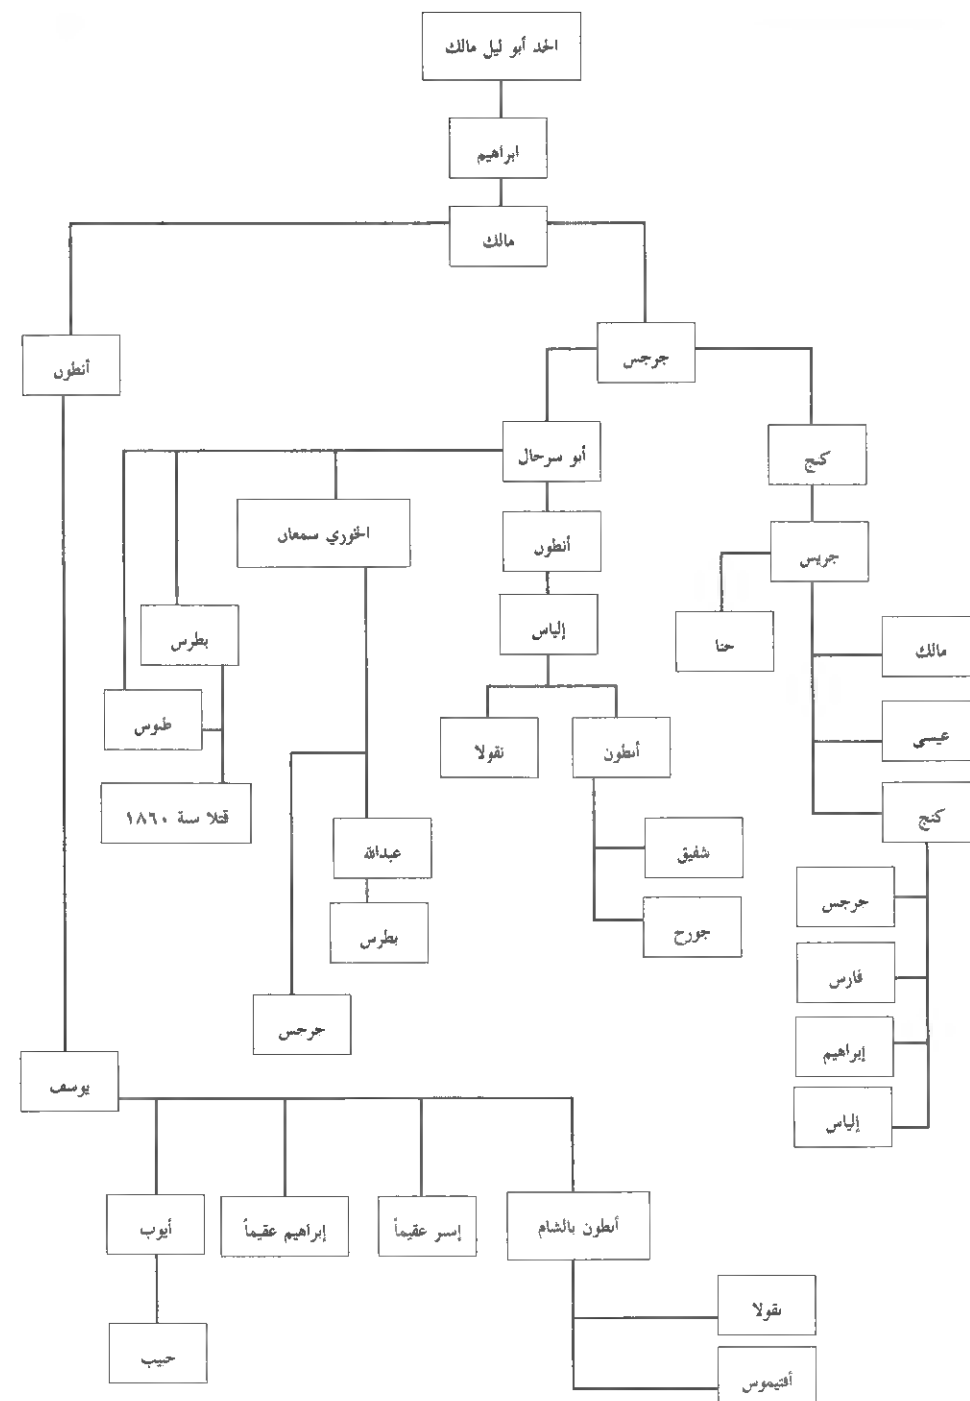 الجد أبو ليل مالك
ابراهيم
مالك
جرجس
أنطون
كنج
أبو سرحال
الخوري سمعان
أنطون
جريس
إلياس
بطرس
حنا
مالك
طنوس
نقولا
أنطون
عيسى
قتلا سنة ١٨٦٠
كنج
عبدالله
شفيق
جرجس
بطرس
جورج
فارس
جرجس
إبراهيم
يوسف
إلياس
أنطون بالشام
عقيماً
إبراهيم عقيماً
أيوب
نقولا
حبيب
أفتيموس